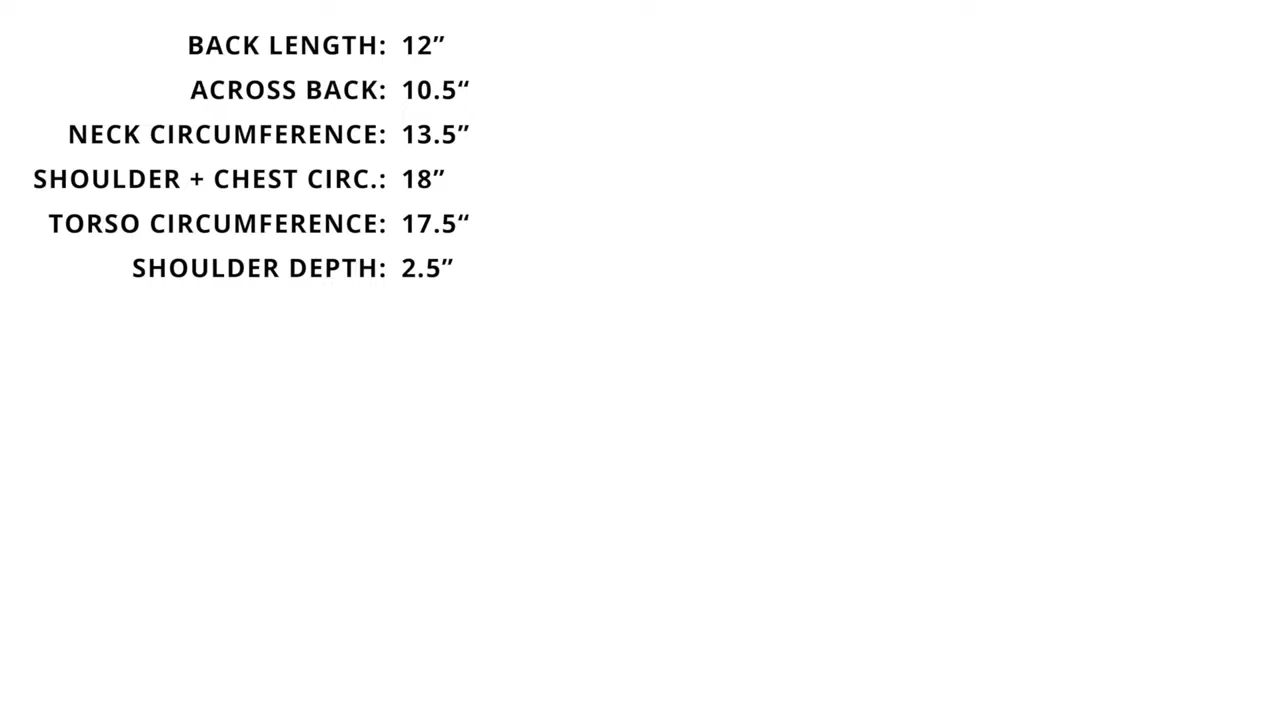 BACK LENGTH: 12”
ACROSS BACK: 10.5“
NECK CIRCUMFERENCE: 13.5”
SHOULDER + CHEST CIRC.: 18”
TORSO CIRCUMFERENCE: 17.5“
SHOULDER DEPTH: 2.5”